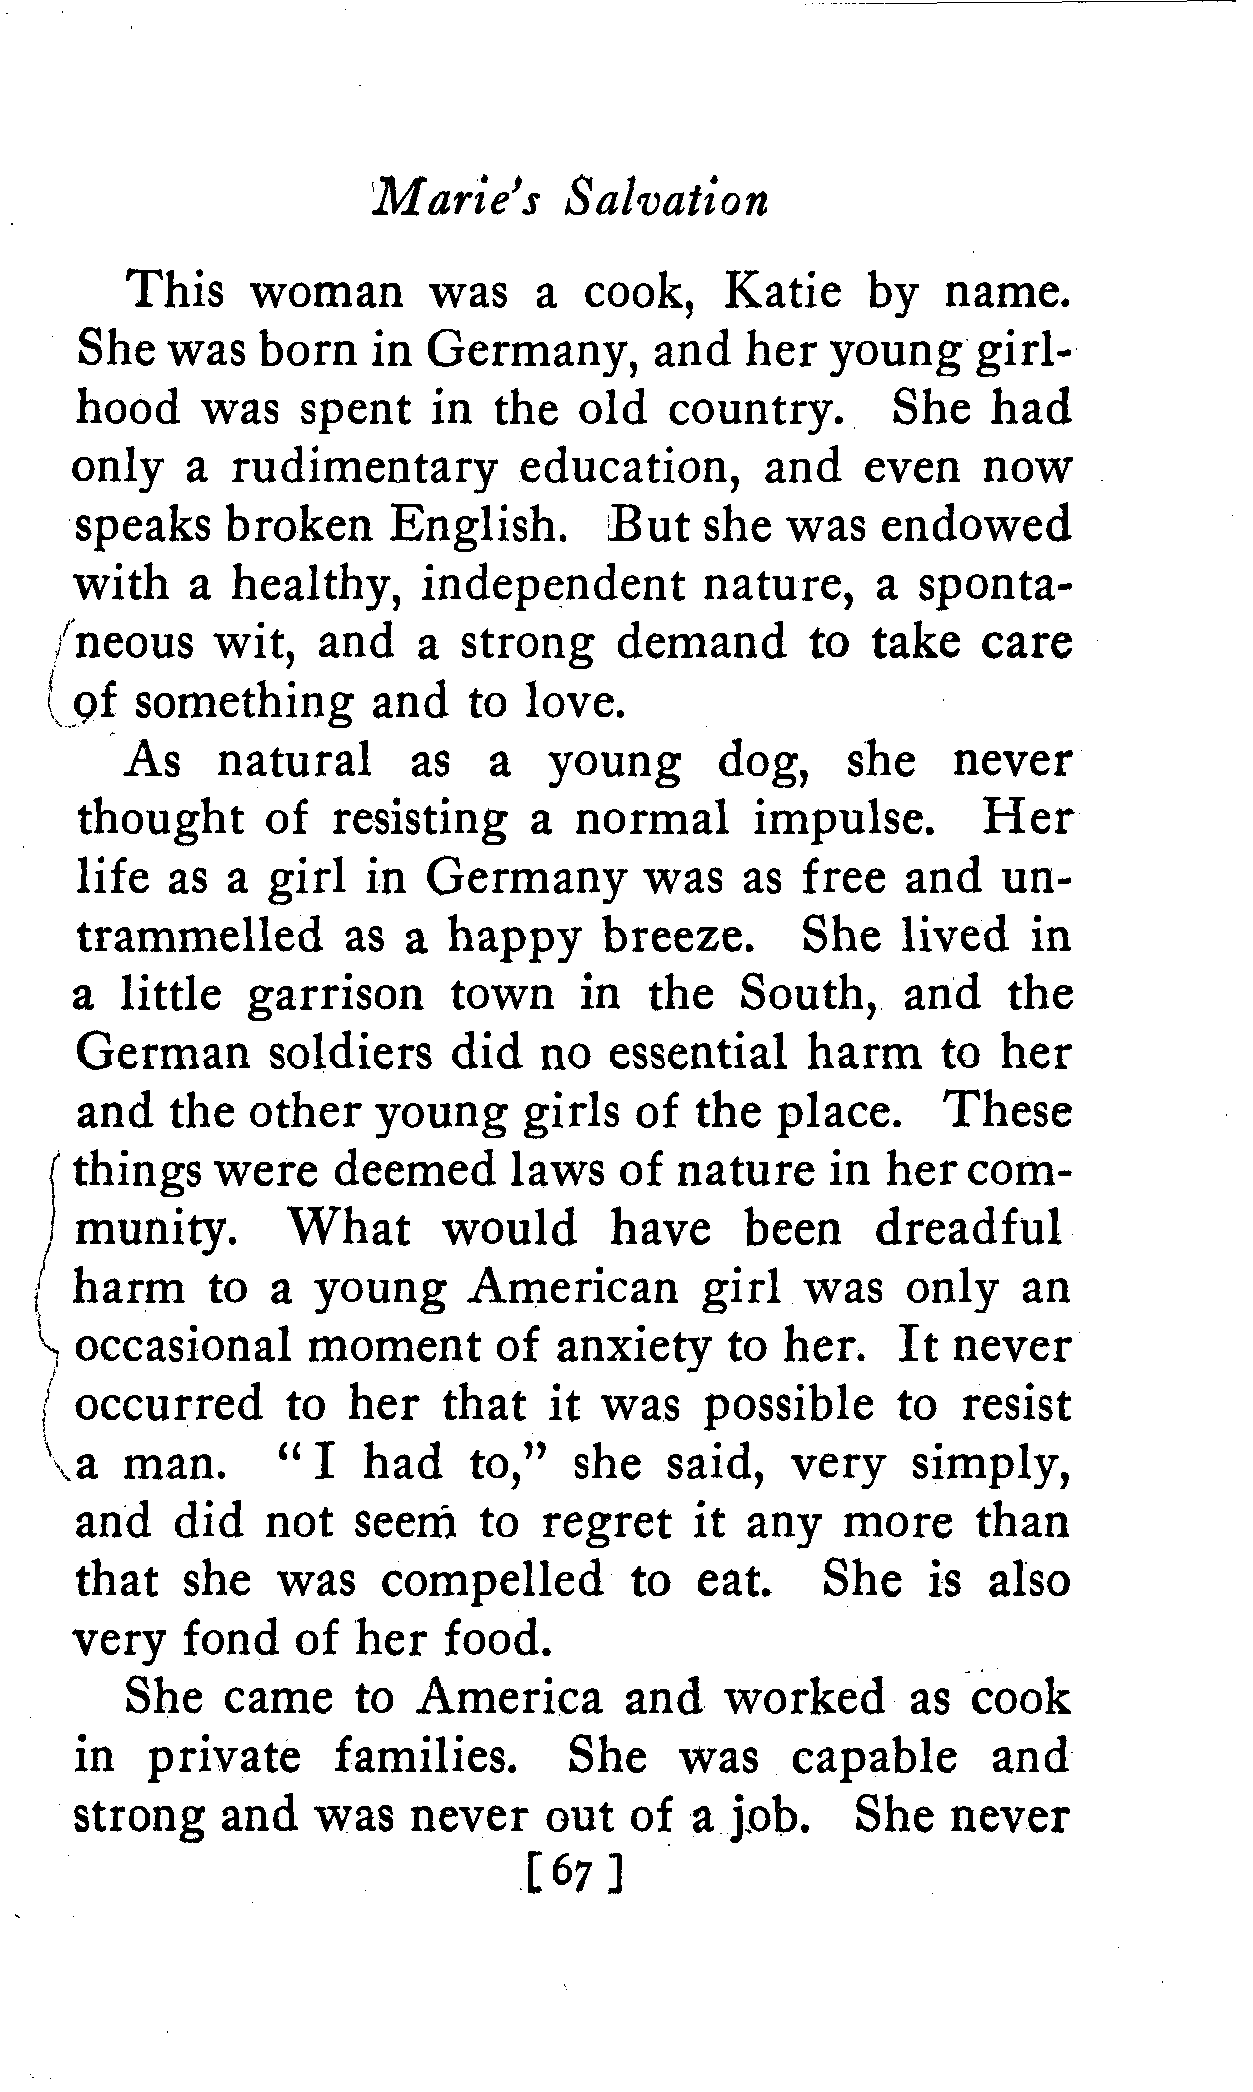 Marie's Salvation
This woman was a cook, Katie by name.
She was born in Germany, and her young girl-
hood was spent in the old country. She had
only a rudimentary education, and even now
speaks broken English. But she was endowed
with a healthy, independent nature, a sponta-
neous wit, and a strong demand to take care
of something and to love.
As natural as a young dog, she never
thought of resisting a normal impulse. Her
life as a girl in Germany was as free and un-
trammelled as a happy breeze. She lived in
a little garrison town in the South, and the
German soldiers did no essential harm to her
and the other young girls of the place. These
things were deemed laws of nature in her com-
munity. What would have been dreadful
harm to a young American girl was only an
occasional moment of anxiety to her. It never
occurred to her that it was possible to resist
a man. "I had to," she said, very simply,
and did not seem to regret it any more than
that she was compelled to eat. She is also
very fond of her food.
She came to America and worked as cook
in private families. She was capable and
strong and was never out of a job. She never
[67]